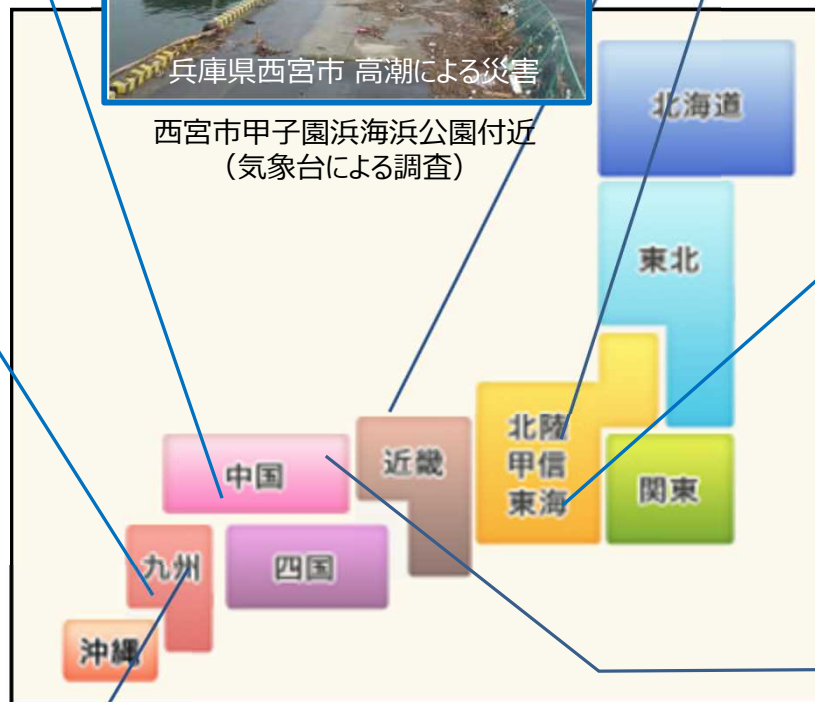 兵庫県西宮市 高潮による災害
西宮市甲子園浜海浜公園付近
（気象台による調査）
北海道
東北
北陸
甲信
東海
関東
近畿
中国
四国
九州
沖縄